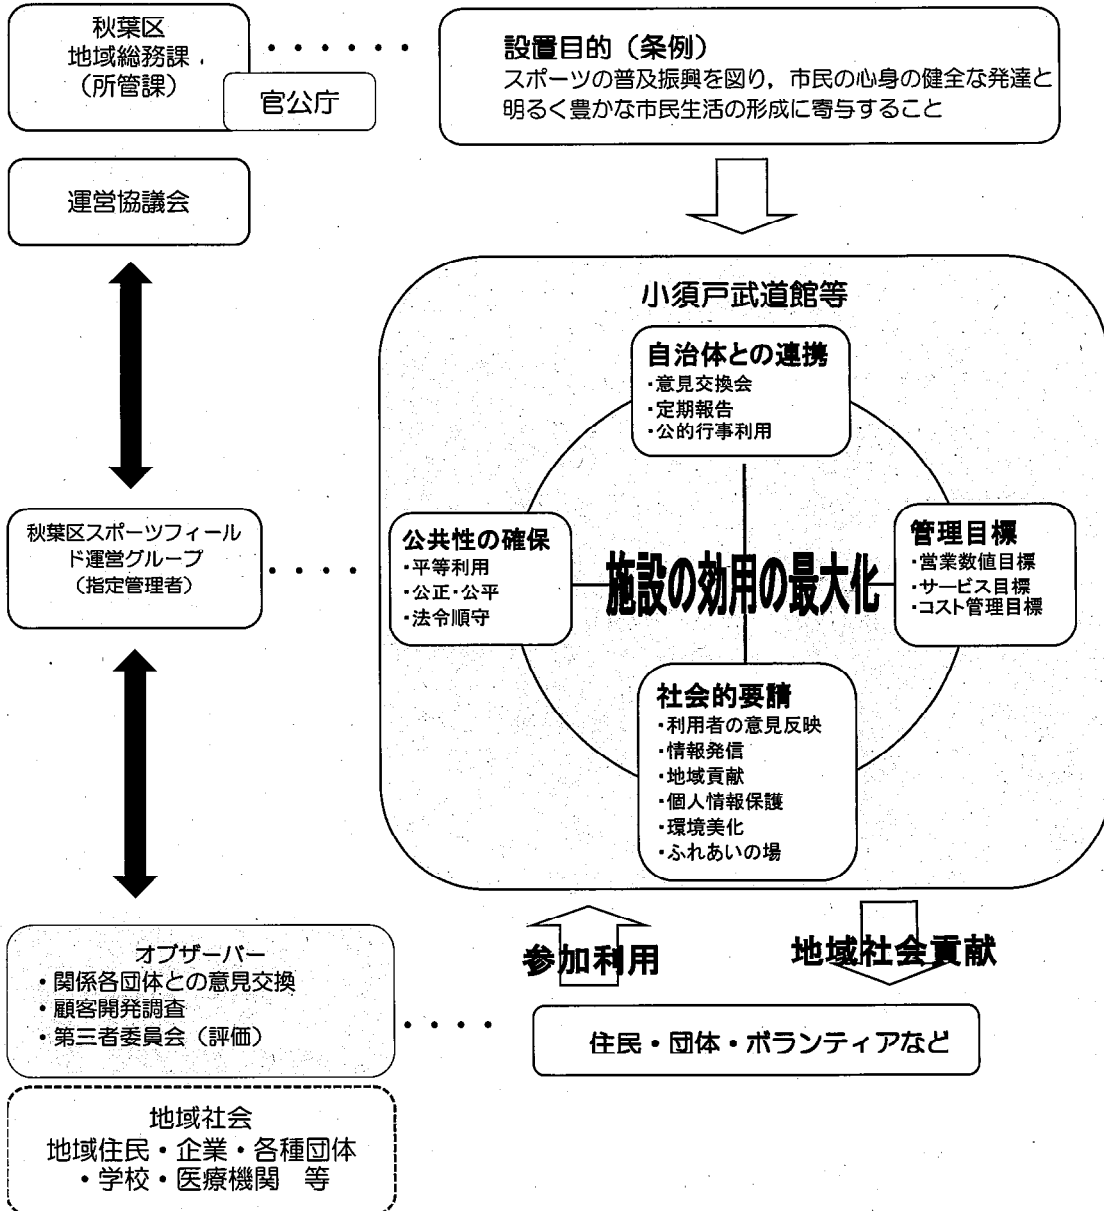 秋葉区
地域総務課
（所管課）
官公庁
・・・・・・
設置目的（条例）
スポーツの普及振興を図り，市民の心身の健全な発達と
明るく豊かな市民生活の形成に寄与すること
運営協議会
小須戸武道館等
自治体との連携
・意見交換会
・定期報告
・公的行事利用
秋葉区スポーツフィール
ド運営グループ
（指定管理者）
・・・・
公共性の確保
・平等利用
・公正・公平
・法令順守
施設の効用の最大化
管理目標
・営業数値目標
・サービス目標
・コスト管理目標
社会的要請
・利用者の意見反映
・情報発信
・地域貢献
・個人情報保護
・環境美化
・ふれあいの場
参加利用
地域社会貢献
オブザーバー
・関係各団体との意見交換
・顧客開発調査
・第三者委員会（評価）
・・・・
住民・団体・ボランティアなど
地域社会
地域住民・企業・各種団体
・学校・医療機関　等